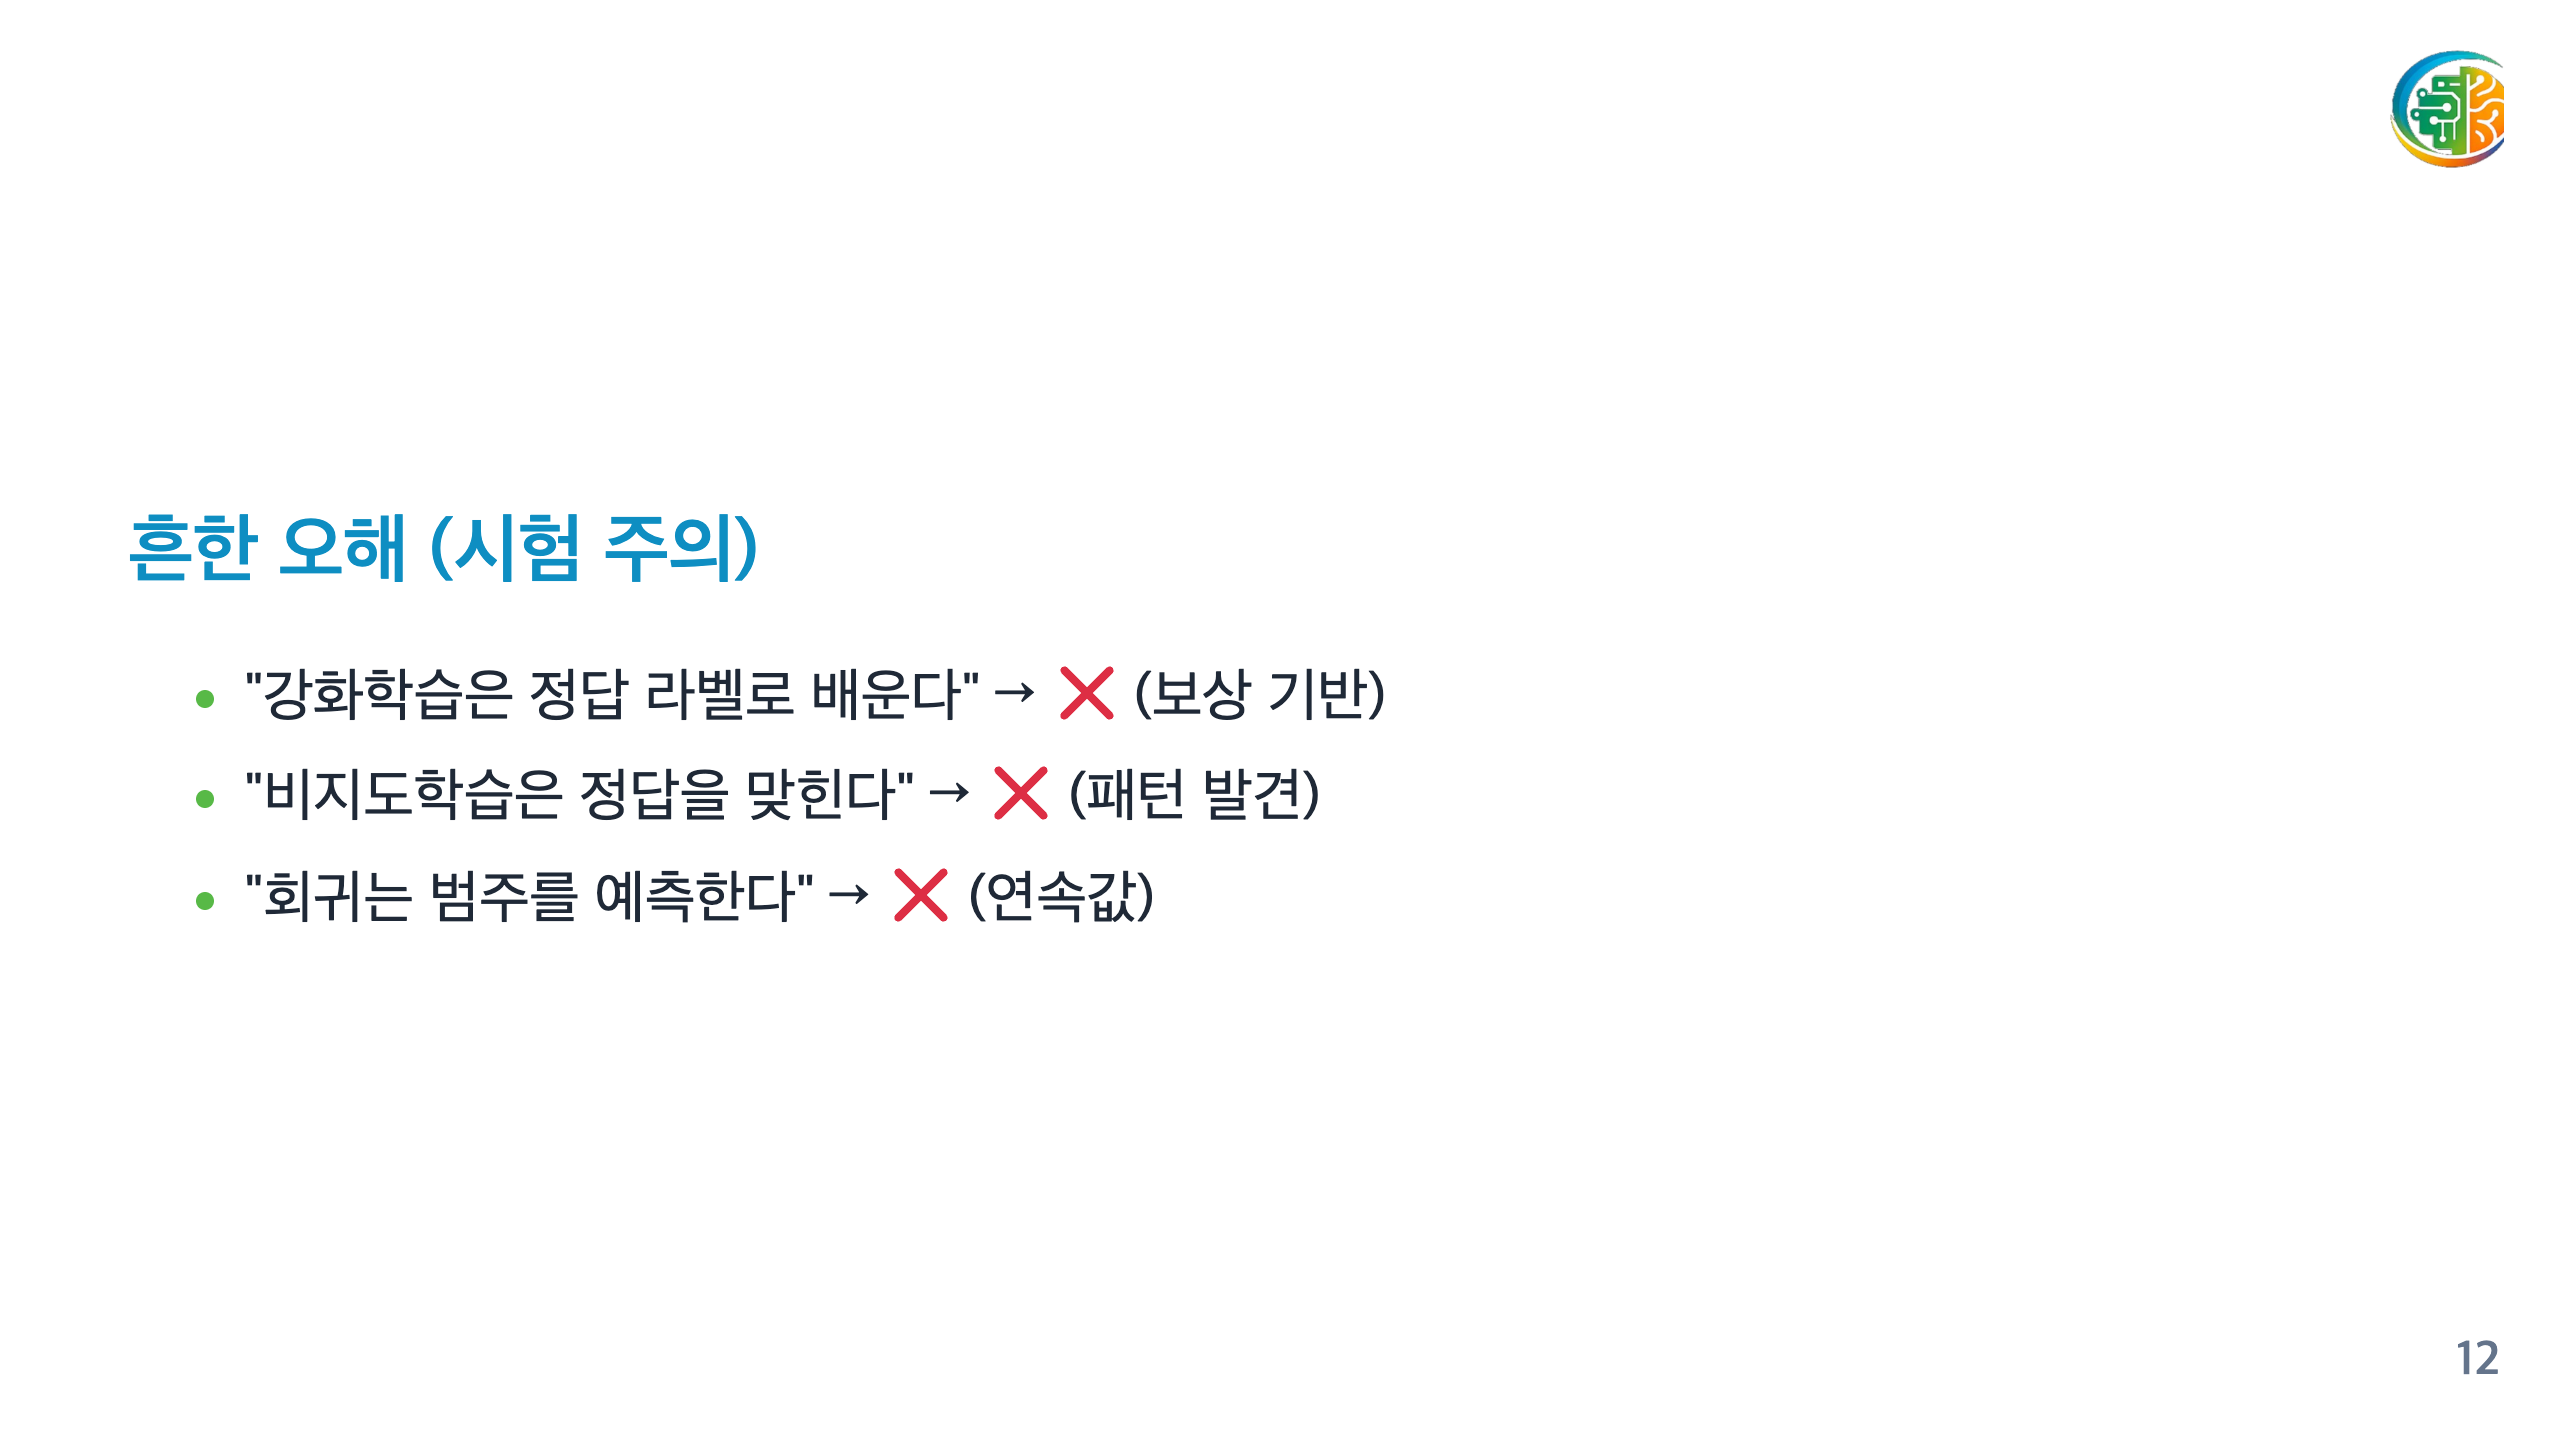 흔한 오해 (시험 주의)
• "강화학습은 정답 라벨로 배운다" → ❌ (보상 기반)
• "비지도학습은 정답을 맞힌다" → ❌ (패턴 발견)
• "회귀는 범주를 예측한다" → ❌ (연속값)
12